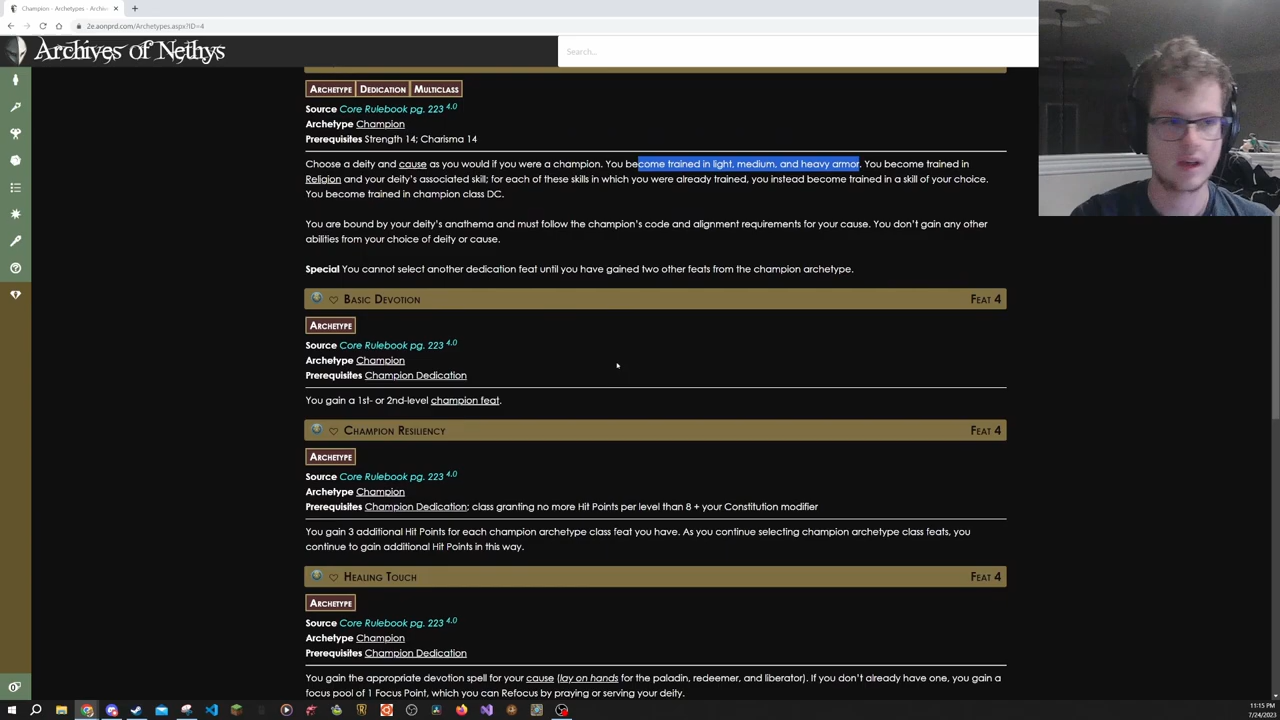 Champion - Archetypes - Archiv
2e.aonprd.com/Archetypes.aspx?ID=4
Archives of Nethys
Search...
Archetype Dedication Multiclass
Source Core Rulebook pg. 223 4.0
Archetype Champion
Prerequisites Strength 14; Charisma 14
Choose a deity and cause as you would if you were a champion. You become trained in light, medium, and heavy armor. You become trained in
Religion and your deity's associated skill; for each of these skills in which you were already trained, you instead become trained in a skill of your choice.
You become trained in champion class DC.
You are bound by your deity's anathema and must follow the champion's code and alignment requirements for your cause. You don't gain any other
abilities from your choice of deity or cause.
Special You cannot select another dedication feat until you have gained two other feats from the champion archetype.
Basic Devotion Feat 4
Archetype
Source Core Rulebook pg. 223 4.0
Archetype Champion
Prerequisites Champion Dedication
You gain a 1st- or 2nd-level champion feat.
Champion Resiliency Feat 4
Archetype
Source Core Rulebook pg. 223 4.0
Archetype Champion
Prerequisites Champion Dedication; class granting no more Hit Points per level than 8 + your Constitution modifier
You gain 3 additional Hit Points for each champion archetype class feat you have. As you continue selecting champion archetype class feats, you
continue to gain additional Hit Points in this way.
Healing Touch Feat 4
Archetype
Source Core Rulebook pg. 223 4.0
Archetype Champion
Prerequisites Champion Dedication
You gain the appropriate devotion spell for your cause (lay on hands for the paladin, redeemer, and liberator). If you don't already have one, you gain a
focus pool of 1 Focus Point, which you can Refocus by praying or serving your deity.
11:15 PM
7/24/2023